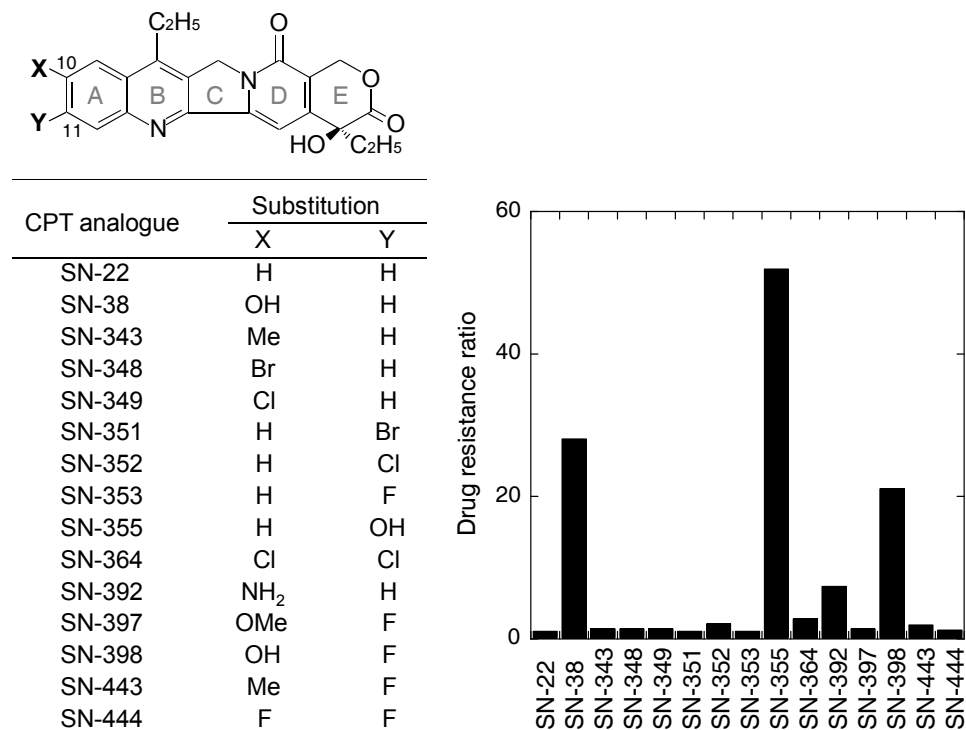 C2H5
O
X 10
N
O
A B C D E
Y 11
N
O
HO C2H5
CPT analogue Substitution
X Y
SN-22 H H
SN-38 OH H
SN-343 Me H
SN-348 Br H
SN-349 Cl H
SN-351 H Br
SN-352 H Cl
SN-353 H F
SN-355 H OH
SN-364 Cl Cl
SN-392 NH2 H
SN-397 OMe F
SN-398 OH F
SN-443 Me F
SN-444 F F
Drug resistance ratio
60
40
20
0
SN-22
SN-38
SN-343
SN-348
SN-349
SN-351
SN-352
SN-353
SN-355
SN-364
SN-392
SN-397
SN-398
SN-443
SN-444